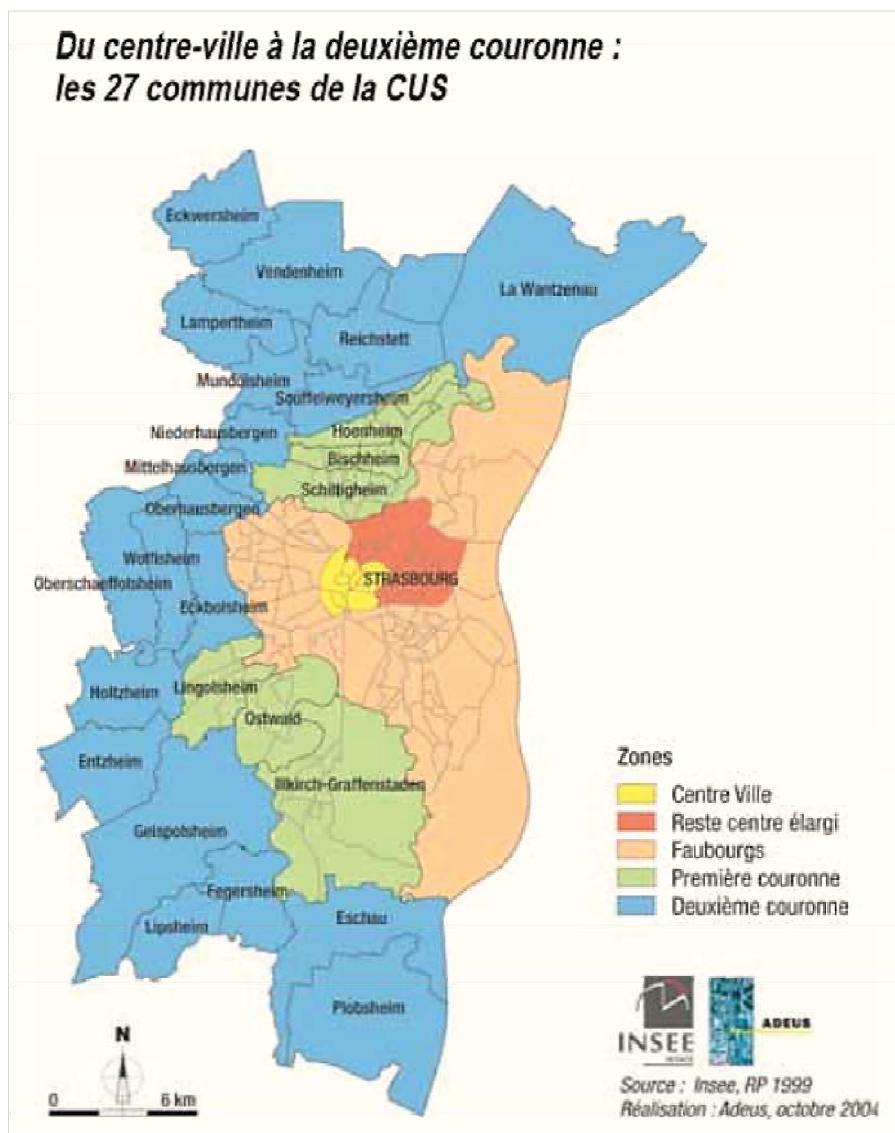 Du centre-ville à la deuxième couronne :
les 27 communes de la CUS
Eckwersheim
Vendenheim
La Wantzenau
Lampertheim
Reichstett
Mundolsheim
Souffelweyersheim
Niederhausbergen
Hoenheim
Bischheim
Mittelhausbergen
Schiltigheim
Oberhausbergen
Wolfisheim
STRASBOURG
Oberschaeffolsheim
Eckbolsheim
Lingolsheim
Holtzheim
Ostwald
Entzheim
Illkirch-Graffenstaden
Geispolsheim
Fegersheim
Lipsheim
Eschau
Plobsheim
Zones
Centre Ville
Reste centre élargi
Faubourgs
Première couronne
Deuxième couronne
N
0 6 km
INSEE
ADEUS
Source : Insee, RP 1999
Réalisation : Adeus, octobre 2004